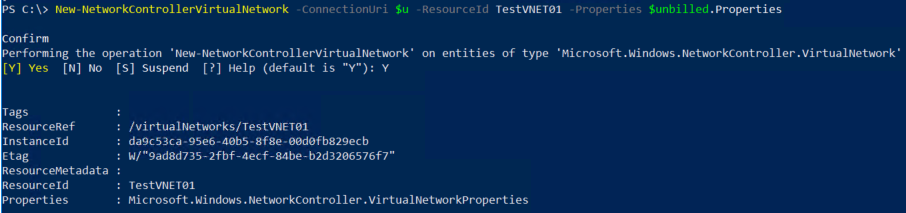 PS C:\> New-NetworkControllerVirtualNetwork -ConnectionUri $u -ResourceId TestVNET01 -Properties $unbilled.Properties
Confirm
Performing the operation 'New-NetworkControllerVirtualNetwork' on entities of type 'Microsoft.Windows.NetworkController.VirtualNetwork'
[Y] Yes  [N] No  [S] Suspend  [?] Help (default is "Y"): Y
Tags             :
ResourceRef      : /virtualNetworks/TestVNET01
InstanceId       : da9c53ca-95e6-40b5-8f8e-00d0fb829ecb
Etag             : W/"9ad8d735-2fbf-4ecf-84be-b2d3206576f7"
ResourceMetadata :
ResourceId       : TestVNET01
Properties       : Microsoft.Windows.NetworkController.VirtualNetworkProperties